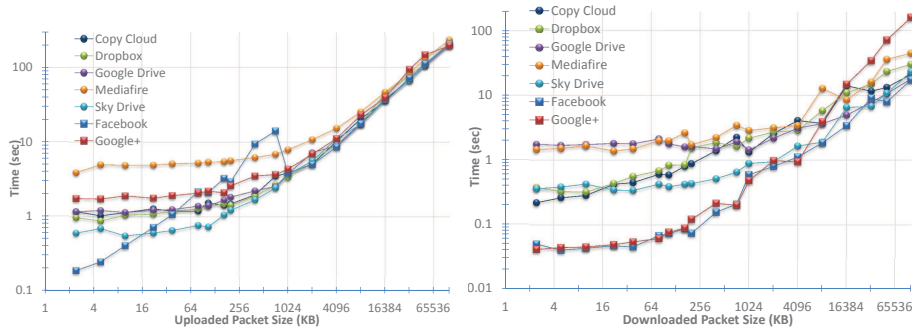 Copy Cloud
Dropbox
Google Drive
Mediafire
Sky Drive
Facebook
Google+
100
10
1
0.1
Time (sec)
1 4 16 64 256 1024 4096 16384 65536
Uploaded Packet Size (KB)
Copy Cloud
Dropbox
Google Drive
Mediafire
Sky Drive
Facebook
Google+
100
10
1
0.1
0.01
Time (sec)
1 4 16 64 256 1024 4096 16384 65536
Downloaded Packet Size (KB)